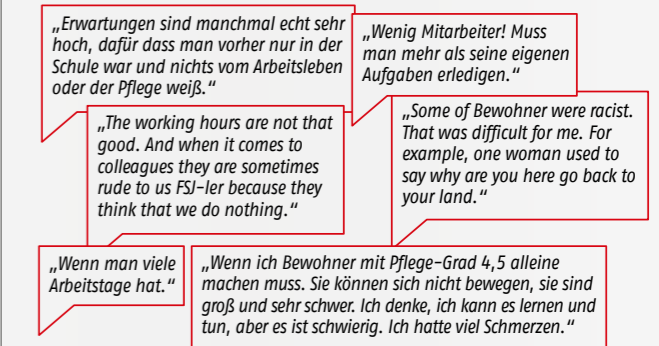 „Erwartungen sind manchmal echt sehr
hoch, dafür dass man vorher nur in der
Schule war und nichts vom Arbeitsleben
oder der Pflege weiß.“
„Wenig Mitarbeiter! Muss
man mehr als seine eigenen
Aufgaben erledigen.“
„The working hours are not that
good. And when it comes to
colleagues they are sometimes
rude to us FSJ-ler because they
think that we do nothing.“
„Some of Bewohner were racist.
That was difficult for me. For
example, one woman used to
say why are you here go back to
your land.“
„Wenn man viele
Arbeitstage hat.“
„Wenn ich Bewohner mit Pflege-Grad 4,5 alleine
machen muss. Sie können sich nicht bewegen, sie sind
groß und sehr schwer. Ich denke, ich kann es lernen und
tun, aber es ist schwierig. Ich hatte viel Schmerzen.“